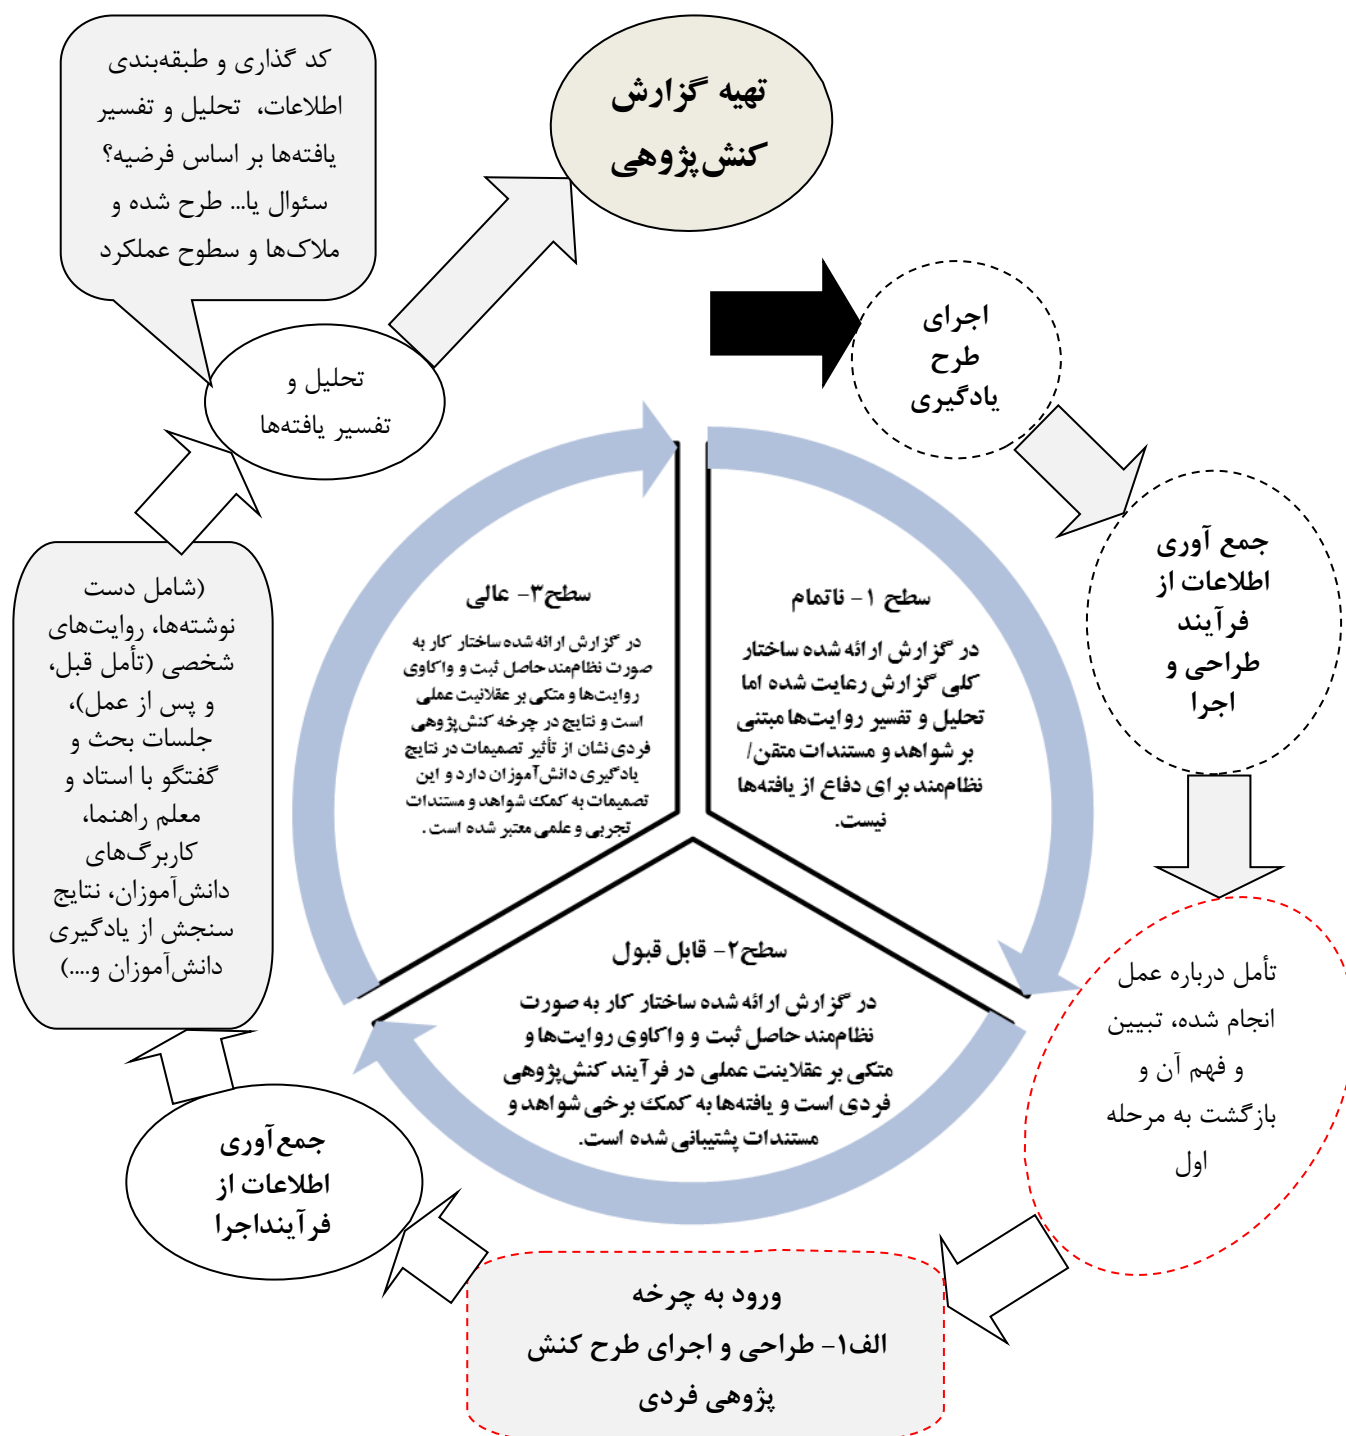 تهیه گزارش
کنش‌پژوهی
کد گذاری و طبقه‌بندی
اطلاعات، تحلیل و تفسیر
یافته‌ها بر اساس فرضیه؟
سئوال یا... طرح شده و
ملاک‌ها و سطوح عملکرد
تحلیل و
تفسیر یافته‌ها
اجرای
طرح
یادگیری
جمع آوری
اطلاعات از
فرآیند
طراحی و
اجرا
تأمل درباره عمل
انجام شده، تبیین
و فهم آن و
بازگشت به مرحله
اول
ورود به چرخه
الف۱- طراحی و اجرای طرح کنش
پژوهی فردی
جمع‌آوری
اطلاعات از
فرآینداجرا
(شامل دست
نوشته‌ها، روایت‌های
شخصی (تأمل قبل،
و پس از عمل)،
جلسات بحث و
گفتگو با استاد و
معلم راهنما،
کاربرگ‌های
دانش‌آموزان، نتایج
سنجش از یادگیری
دانش‌آموزان و....)
سطح ۱- ناتمام
در گزارش ارائه شده ساختار
کلی گزارش رعایت شده اما
تحلیل و تفسیر روایت‌ها مبتنی
بر شواهد و مستندات متقن/
نظام‌مند برای دفاع از یافته‌ها
نیست.
سطح۲- قابل قبول
در گزارش ارائه شده ساختار کار به صورت
نظام‌مند حاصل ثبت و واکاوی روایت‌ها و
متکی بر عقلاینت عملی در فرآیند کنش‌پژوهی
فردی است و یافته‌ها به کمک برخی شواهد و
مستندات پشتیبانی شده است.
سطح۳- عالی
در گزارش ارائه شده ساختار کار به
صورت نظام‌مند حاصل ثبت و واکاوی
روایت‌ها و متکی بر عقلانیت عملی
است و نتایج در چرخه کنش‌پژوهی
فردی نشان از تأثیر تصمیمات در نتایج
یادگیری دانش‌آموزان دارد و این
تصمیمات به کمک شواهد و مستندات
تجربی و علمی معتبر شده است .